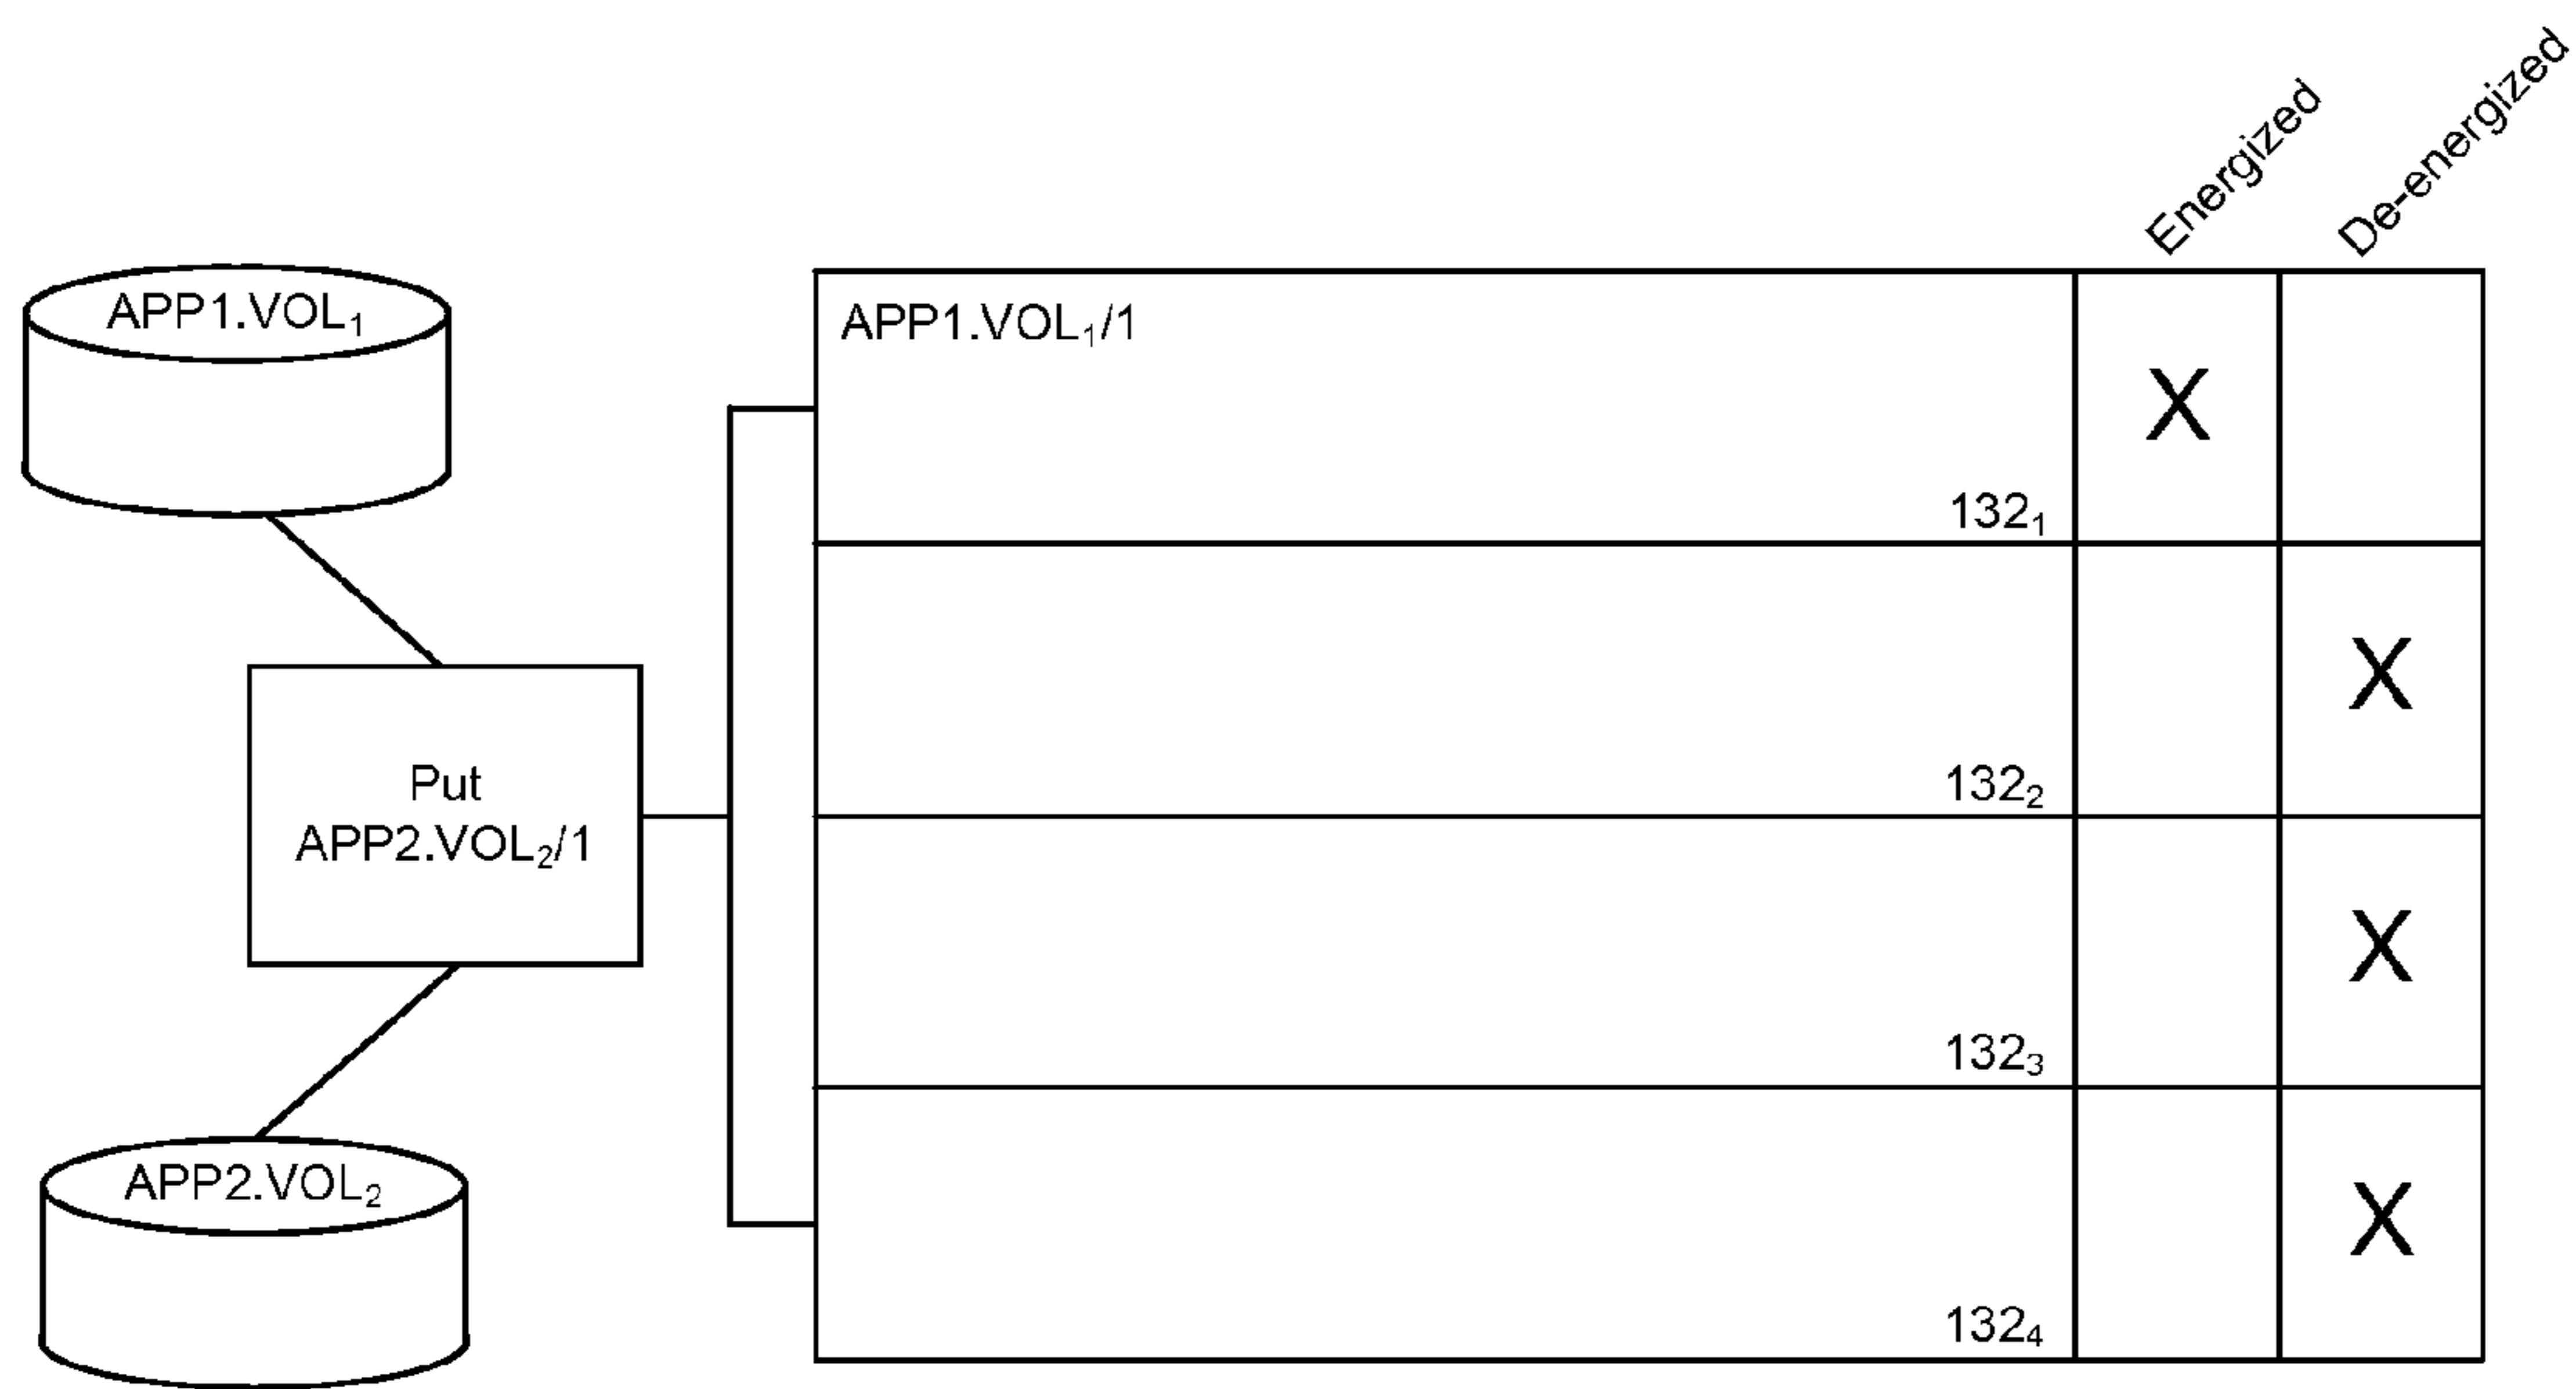 Energized
De-energized
APP1.VOL₁
APP1.VOL₁/1
X
132₁
X
132₂
Put
APP2.VOL₂/1
X
132₃
APP2.VOL₂
X
132₄